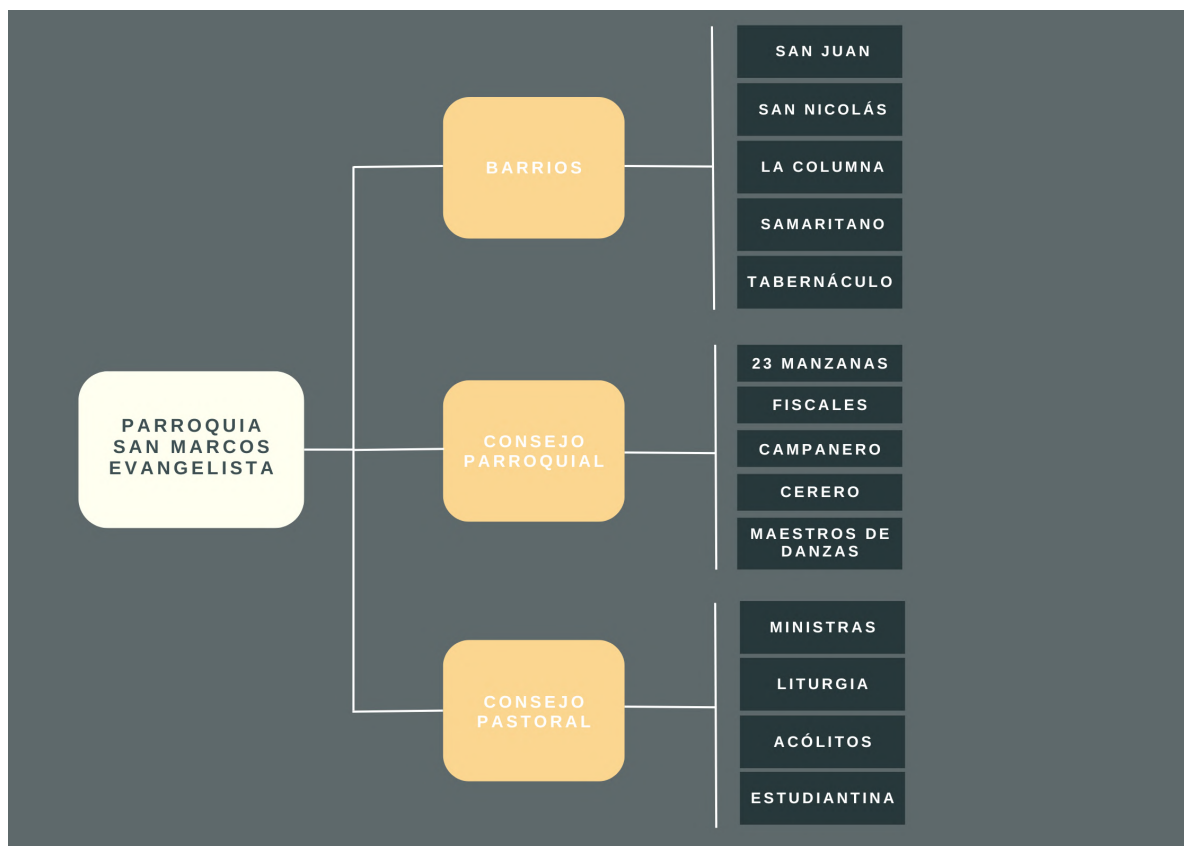 PARROQUIA
SAN MARCOS
EVANGELISTA
BARRIOS
SAN JUAN
SAN NICOLÁS
LA COLUMNA
SAMARITANO
TABERNÁCULO
CONSEJO
PARROQUIAL
23 MANZANAS
FISCALES
CAMPANERO
CERERO
MAESTROS DE
DANZAS
CONSEJO
PASTORAL
MINISTRAS
LITURGIA
ACÓLITOS
ESTUDIANTINA